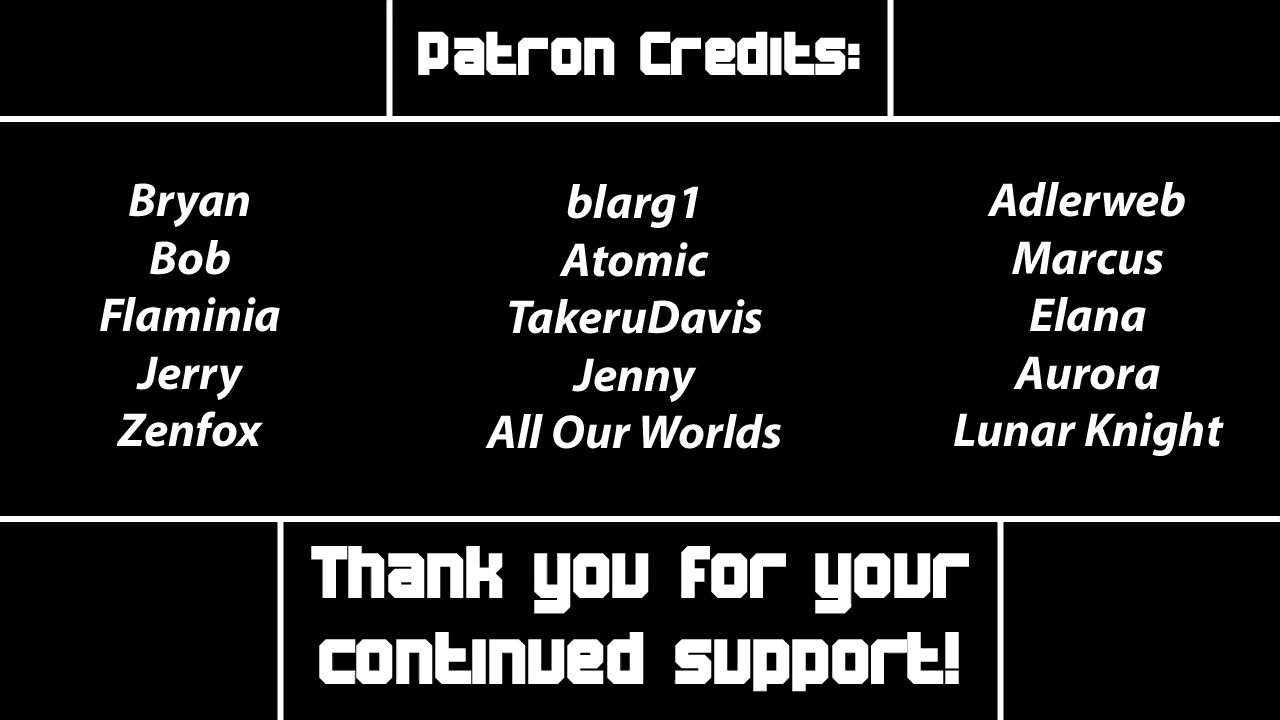 Patron Credits:
Bryan
Bob
Flaminia
Jerry
Zenfox
blarg1
Atomic
TakeruDavis
Jenny
All Our Worlds
Adlerweb
Marcus
Elana
Aurora
Lunar Knight
Thank you for your
continued support!